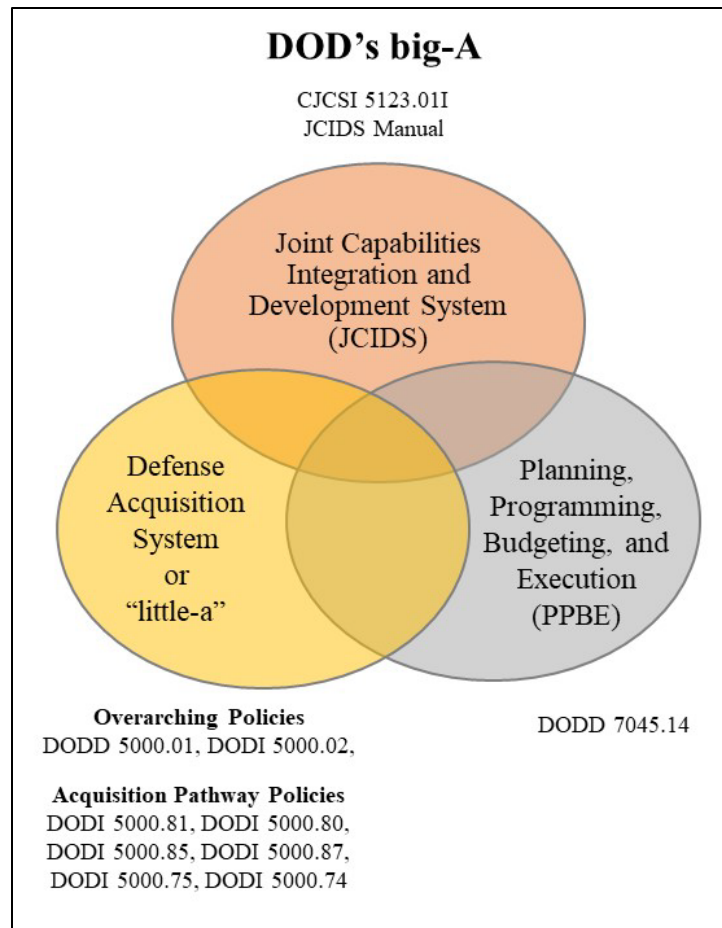 DOD’s big-A
CJCSI 5123.01I
JCIDS Manual
Joint Capabilities
Integration and
Development System
(JCIDS)
Defense
Acquisition
System
or
“little-a”
Planning,
Programming,
Budgeting, and
Execution
(PPBE)
Overarching Policies
DODD 5000.01, DODI 5000.02,
DODD 7045.14
Acquisition Pathway Policies
DODI 5000.81, DODI 5000.80,
DODI 5000.85, DODI 5000.87,
DODI 5000.75, DODI 5000.74